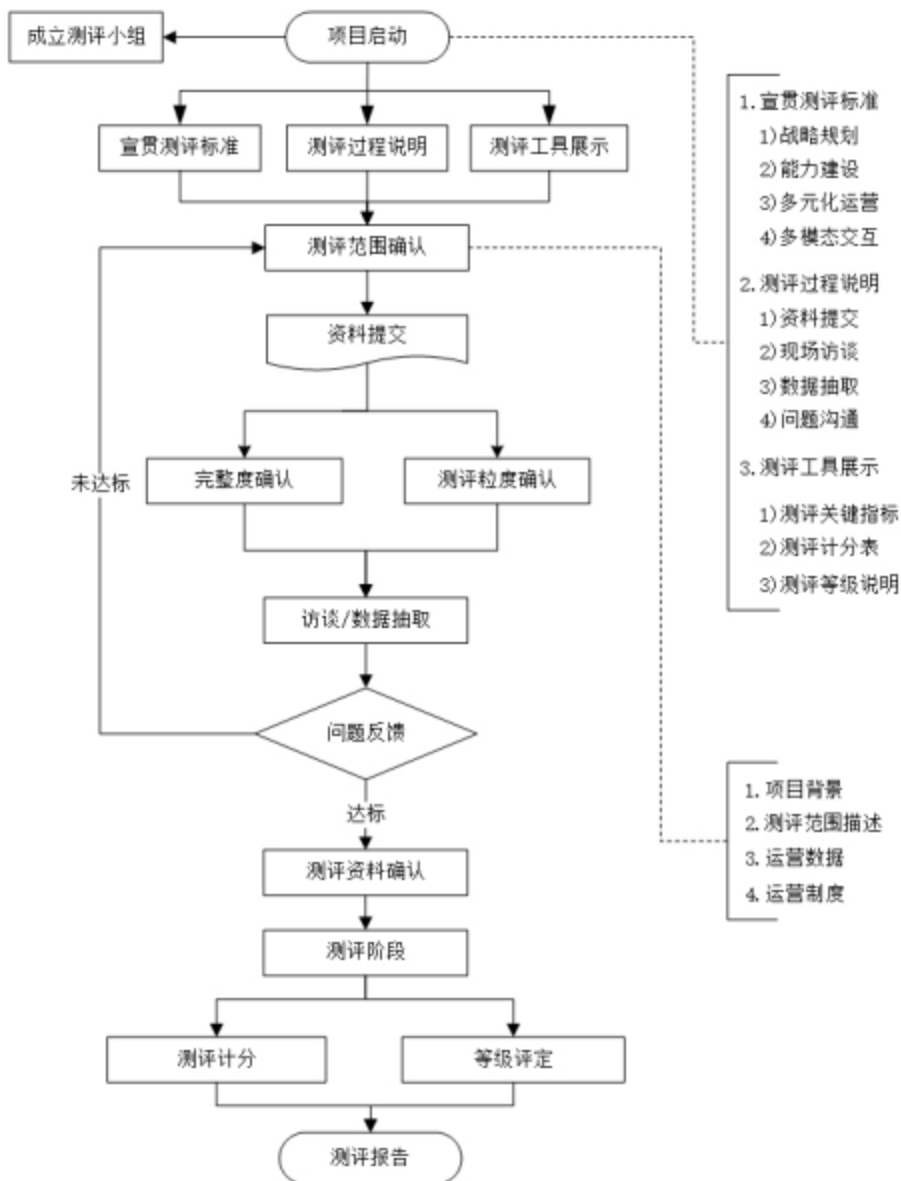 成立测评小组
项目启动
宣贯测评标准
测评过程说明
测评工具展示
测评范围确认
资料提交
完整度确认
测评粒度确认
未达标
访谈/数据抽取
问题反馈
达标
测评资料确认
测评阶段
测评计分
等级评定
测评报告
1.宣贯测评标准
1)战略规划
2)能力建设
3)多元化运营
4)多模态交互
2.测评过程说明
1)资料提交
2)现场访谈
3)数据抽取
4)问题沟通
3.测评工具展示
1)测评关键指标
2)测评计分表
3)测评等级说明
1.项目背景
2.测评范围描述
3.运营数据
4.运营制度